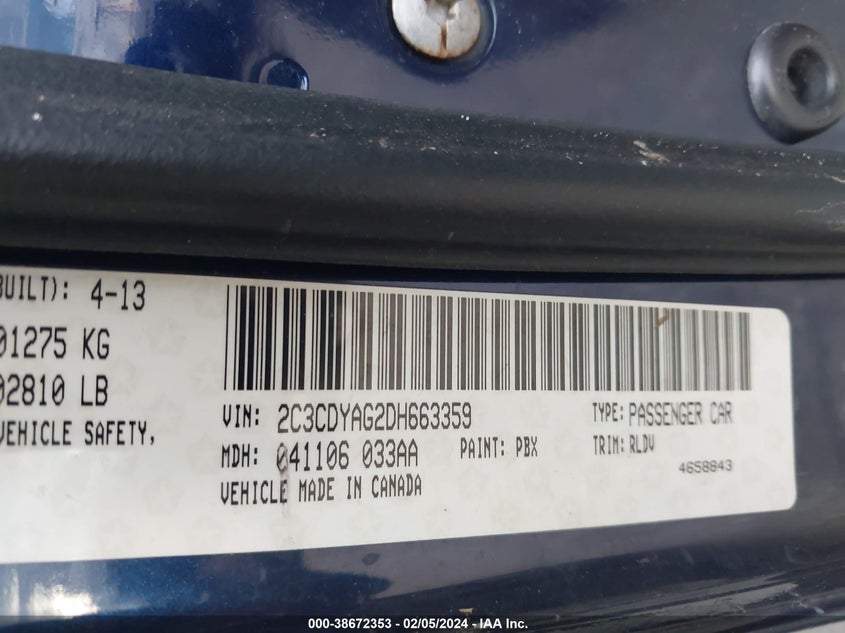 BUILT): 4-13
01275 KG
02810 LB
VEHICLE SAFETY,
VIN: 2C3CDYAG2DH663359
TYPE: PASSENGER CAR
MDH: 041106 033AA
PAINT: PBX
TRIM: RLDV
VEHICLE MADE IN CANADA
4658843
000-38672353 - 02/05/2024 - IAA Inc.